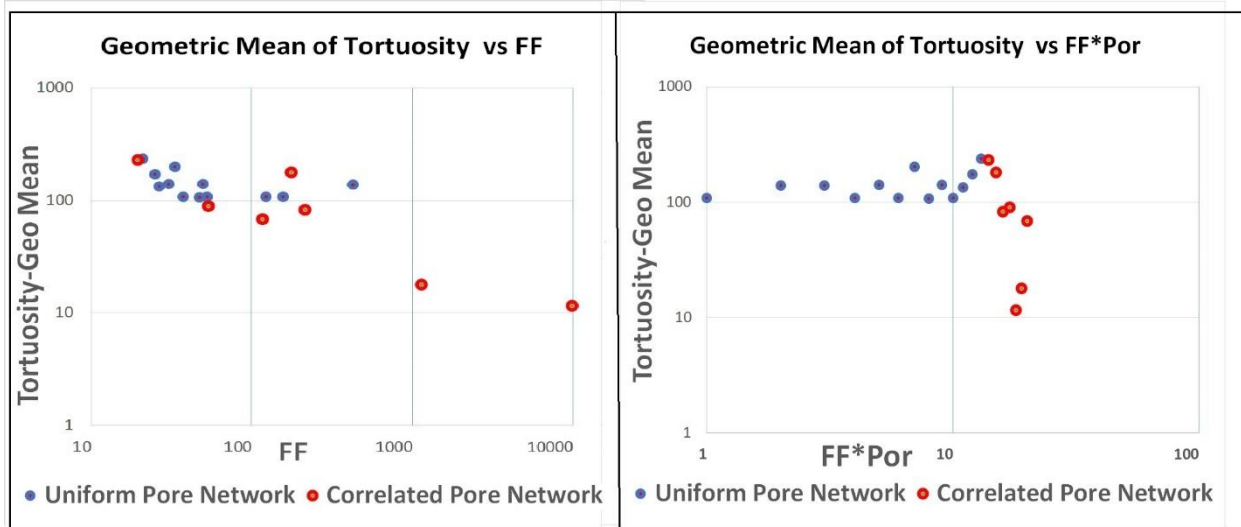 Geometric Mean of Tortuosity vs FF
1000
100
10
1
Tortuosity-Geo Mean
10
100
1000
10000
FF
Uniform Pore Network
Correlated Pore Network
Geometric Mean of Tortuosity vs FF*Por
1000
100
10
1
Tortuosity-Geo Mean
1
10
100
FF*Por
Uniform Pore Network
Correlated Pore Network